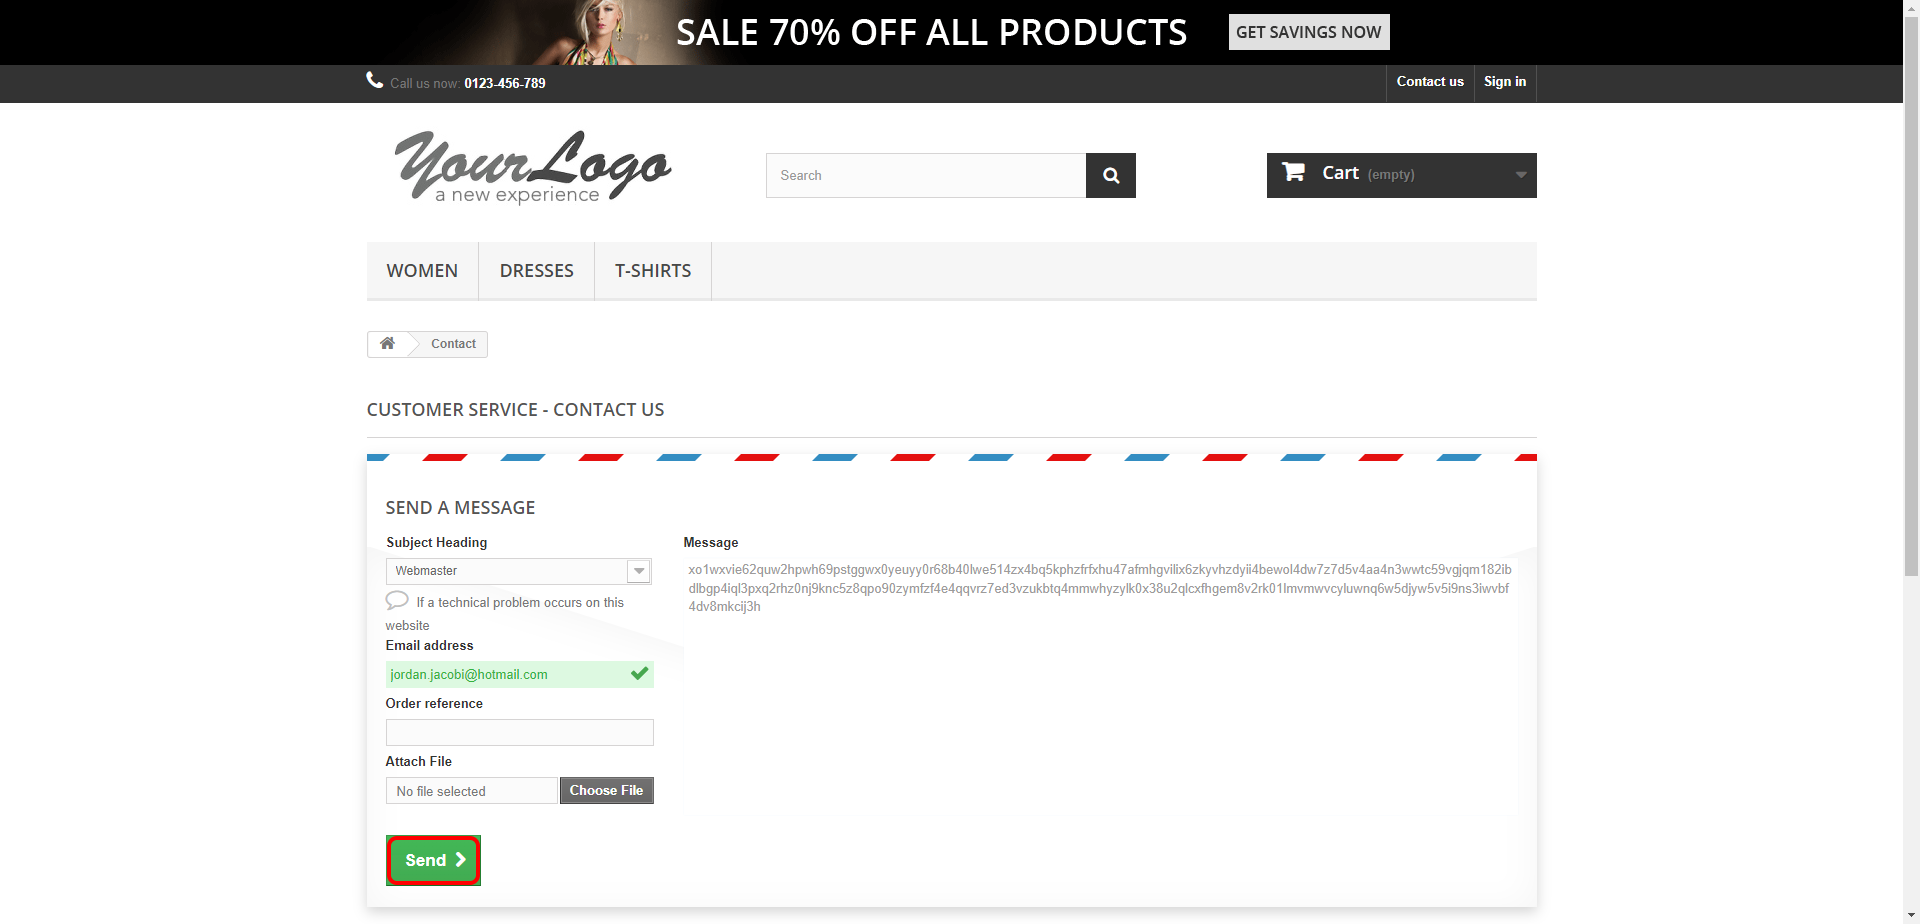 SALE 70% OFF ALL PRODUCTS GET SAVINGS NOW
Call us now: 0123-456-789 Contact us Sign in
YourLogo
a new experience
Search
Cart (empty)
WOMEN DRESSES T-SHIRTS
Contact
CUSTOMER SERVICE - CONTACT US
SEND A MESSAGE
Subject Heading
Webmaster
If a technical problem occurs on this
website
Email address
jordan.jacobi@hotmail.com
Order reference
Attach File
No file selected Choose File
Send
Message
xo1wxvie62quw2hpwh69pstggwx0yeuyy0r68b40lwe514zx4bq5kphzfrfxhu47afmhgvilix6zkyvhzdyii4bewol4dw7z7d5v4aa4n3wwtc59vgjqm182ib
dlbgp4iql3pxq2rhz0nj9knc5z8qpo90zymfzf4e4qqvrz7ed3vzukbtq4mmwhyzylk0x38u2qlcxfhgem8v2rk01lmvmwvcyluwnq6w5djyw5v5i9ns3iwvbf
4dv8mkcij3h